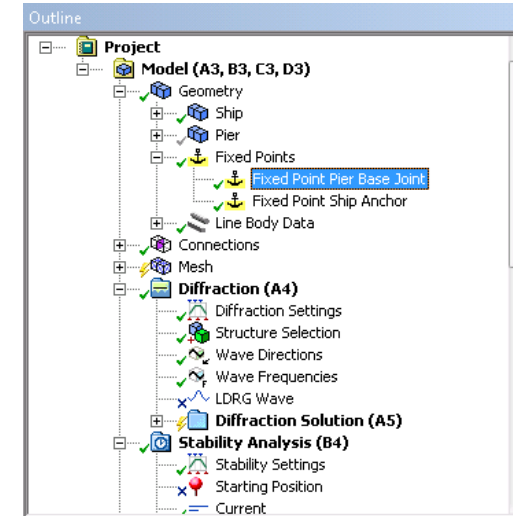 Outline
Project
Model (A3, B3, C3, D3)
Geometry
Ship
Pier
Fixed Points
Fixed Point Pier Base Joint
Fixed Point Ship Anchor
Line Body Data
Connections
Mesh
Diffraction (A4)
Diffraction Settings
Structure Selection
Wave Directions
Wave Frequencies
LDRG Wave
Diffraction Solution (A5)
Stability Analysis (B4)
Stability Settings
Starting Position
Current